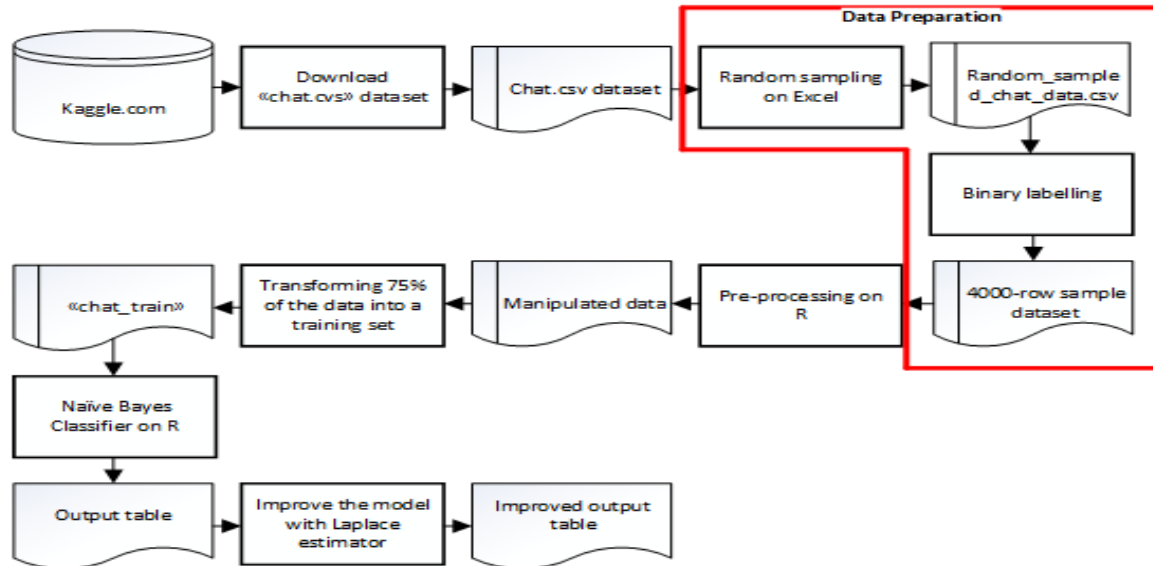 Data Preparation
Kaggle.com
Download
«chat.cvs» dataset
Chat.csv dataset
Random sampling
on Excel
Random_sample
d_chat_data.csv
Binary labelling
4000-row sample
dataset
Pre-processing on
R
Manipulated data
Transforming 75%
of the data into a
training set
«chat_train»
Naïve Bayes
Classifier on R
Output table
Improve the model
with Laplace
estimator
Improved output
table